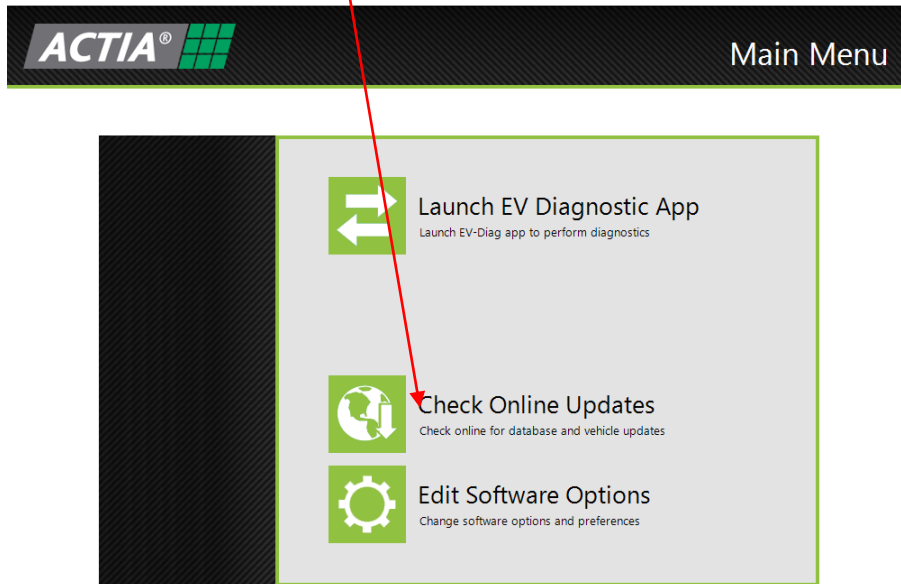 ACTIA®
Main Menu
Launch EV Diagnostic App
Launch EV-Diag app to perform diagnostics
Check Online Updates
Check online for database and vehicle updates
Edit Software Options
Change software options and preferences